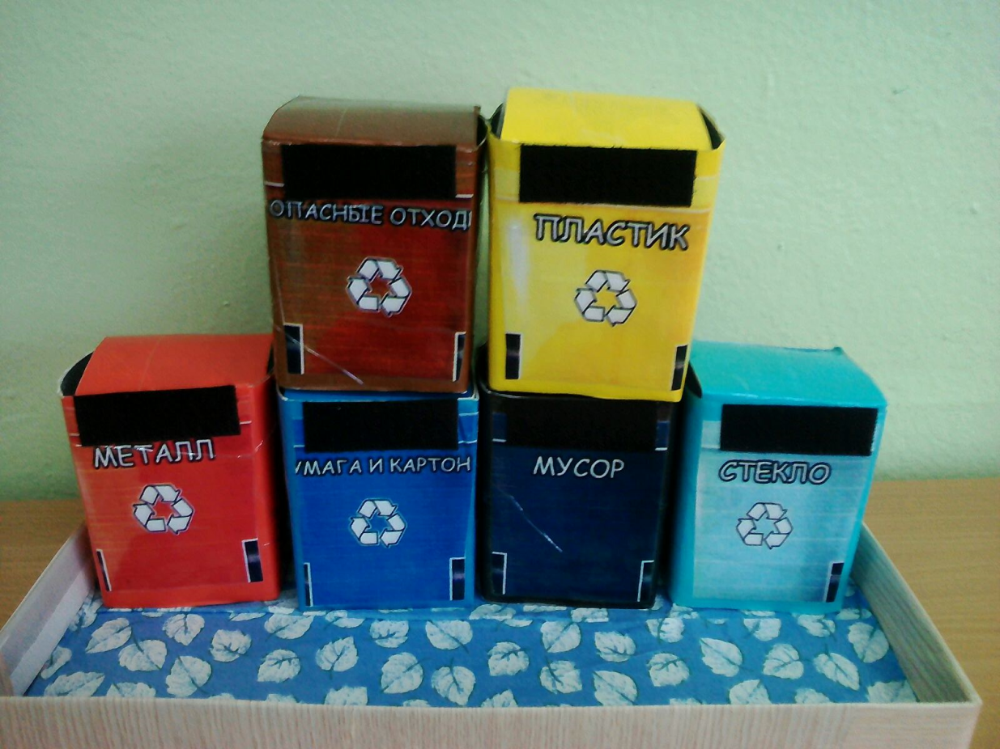 ОПАСНЫЕ ОТХОД
ПЛАСТИК
МЕТАЛЛ
УМАГА И КАРТОН
МУСОР
СТЕКЛО